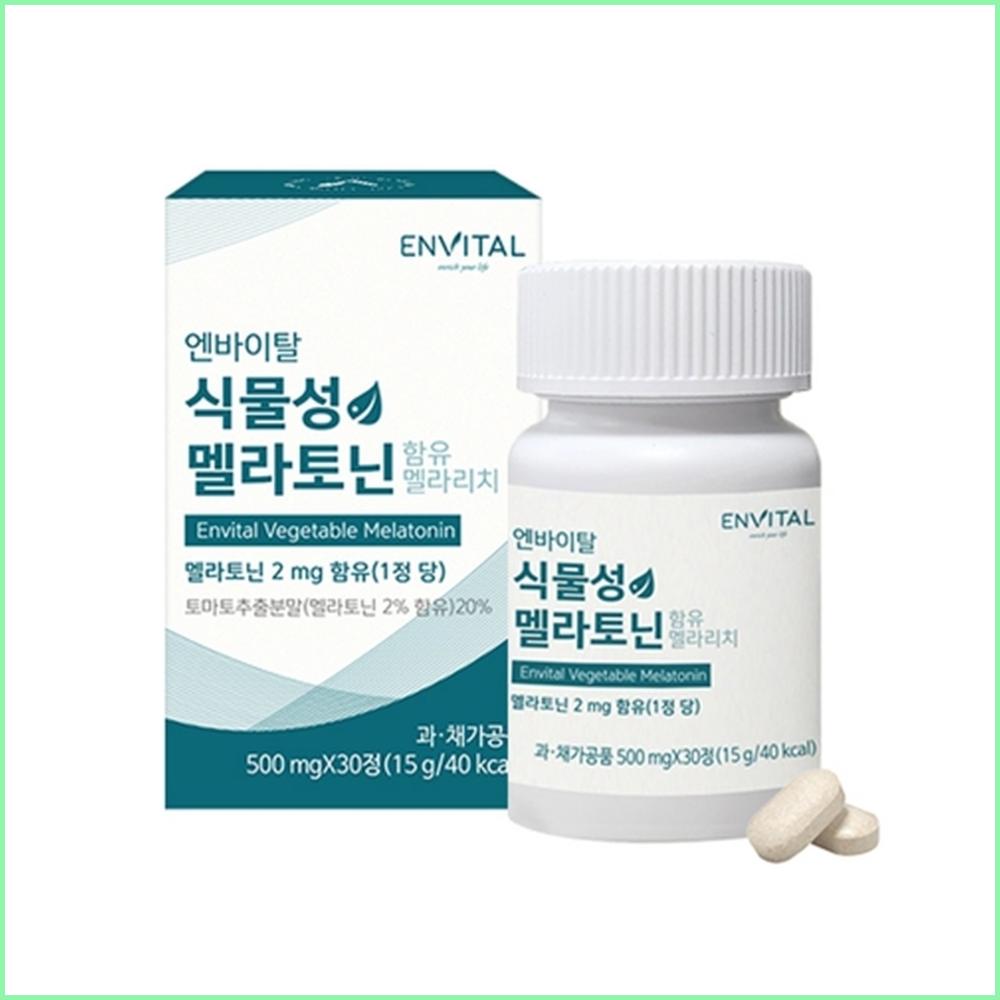 ENVITAL
enrich your life
엔바이탈
식물성
멜라토닌 함유
멜라리치
Envital Vegetable Melatonin
멜라토닌 2 mg 함유(1정 당)
토마토추출분말(멜라토닌 2% 함유)20%
과·채가공
500 mgX30정(15 g/40 kca
ENVITAL
enrich your life
엔바이탈
식물성
멜라토닌 함유
멜라리치
Envital Vegetable Melatonin
멜라토닌 2 mg 함유(1정 당)
과·채가공품 500 mgX30정(15 g/40 kcal)